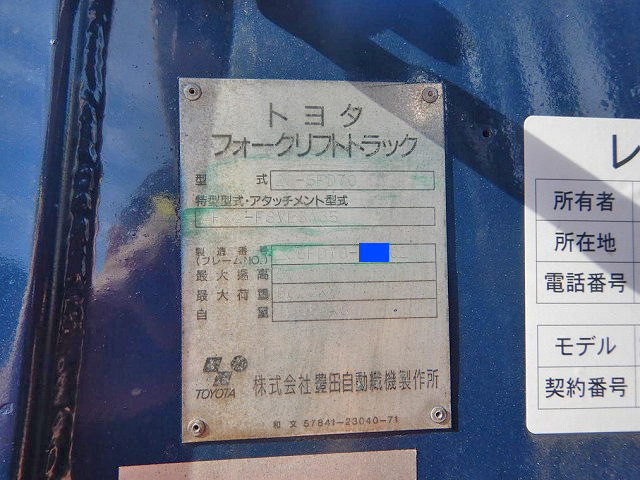 トヨタ
フォークリフトトラック
型 式
特型型式・アタッチメント型式
製造番号
(フレームNO.)
最大揚高
最大荷重
自 重
TOYOTA 株式会社 豊田自動織機製作所
和文 57841-23040-71
レ
所有者
所在地
電話番号
モデル
契約番号